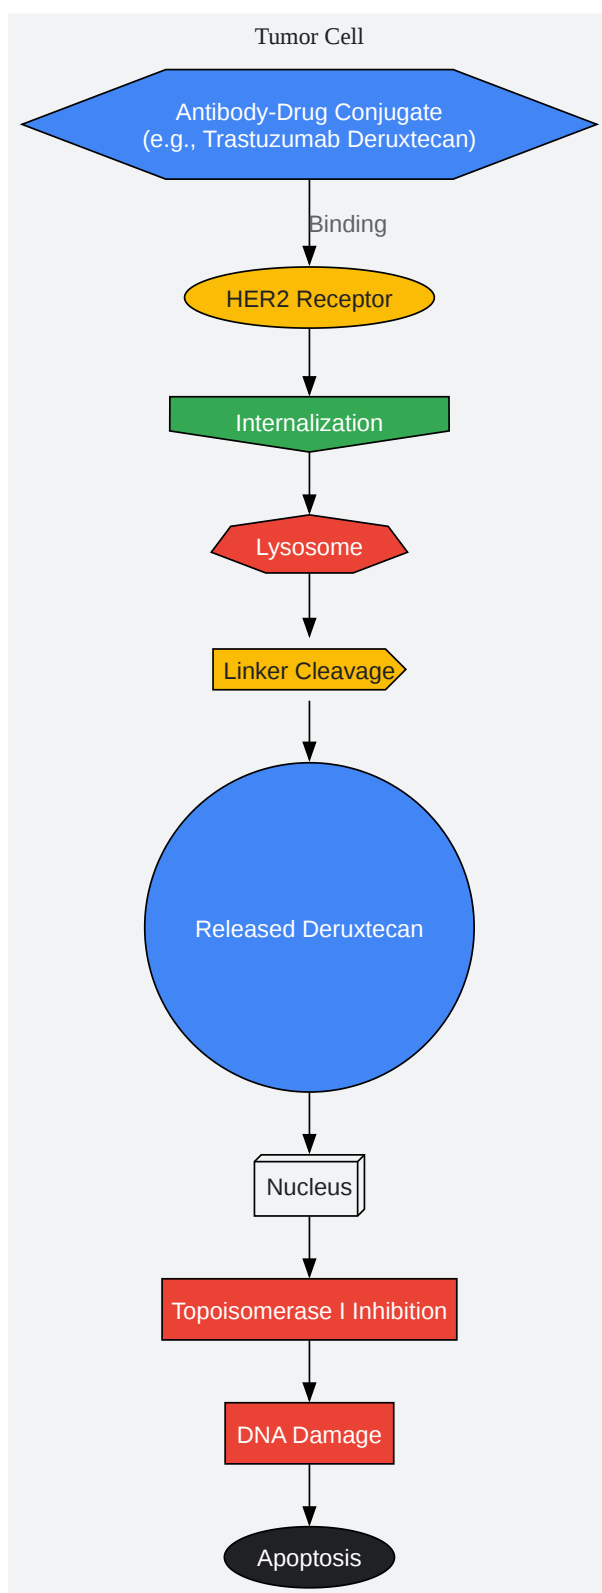 Tumor Cell
Antibody-Drug Conjugate
(e.g., Trastuzumab Deruxtecan)
Binding
HER2 Receptor
Internalization
Lysosome
Linker Cleavage
Released Deruxtecan
Nucleus
Topoisomerase I Inhibition
DNA Damage
Apoptosis